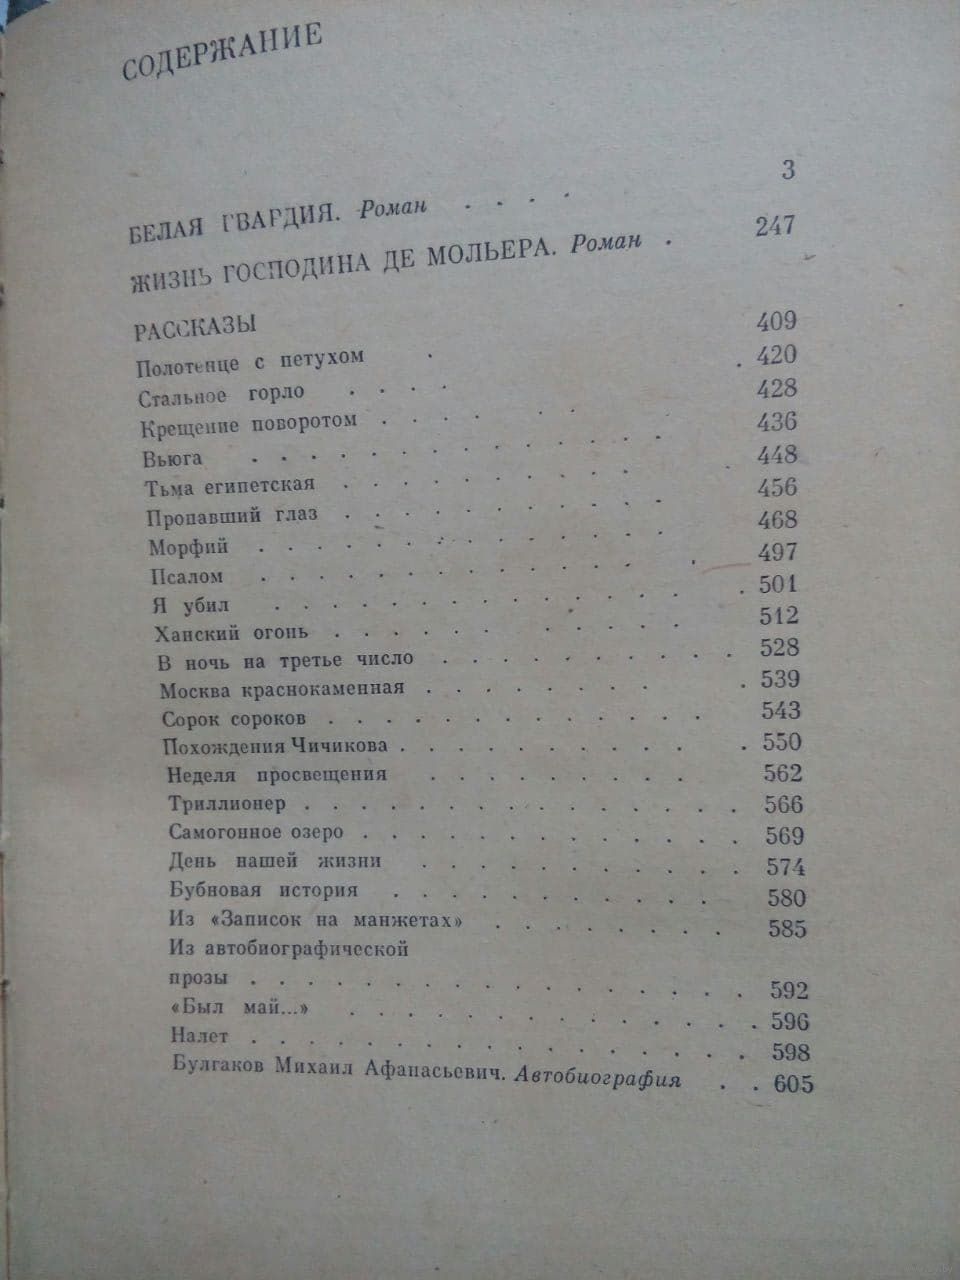 СОДЕРЖАНИЕ
БЕЛАЯ ГВАРДИЯ. Роман . . . . 3
ЖИЗНЬ ГОСПОДИНА ДЕ МОЛЬЕРА. Роман . 247
РАССКАЗЫ
Полотенце с петухом . 409
Стальное горло . . . . . 420
Крещение поворотом . . . . . . 428
Вьюга . . . . . . . . . . . . 436
Тьма египетская . . . . . . . . . . 448
Пропавший глаз . . . . . . . . . . 456
Морфий . . . . . . . . . . . . . 468
Псалом . . . . . . . . . . . . . 497
Я убил . . . . . . . . . . . . . . 501
Ханский огонь . . . . . . . . . . 512
В ночь на третье число . . . . . . . . . . 528
Москва краснокаменная . . . . . . . . . 539
Сорок сороков . . . . . . . . . . . . 543
Похождения Чичикова . . . . . . . . . . . 550
Неделя просвещения . . . . . . . . . 562
Триллионер . . . . . . . . . . . . . . 566
Самогонное озеро . . . . . . . . . . . . 569
День нашей жизни . . . . . . . . . . . 574
Бубновая история . . . . . . . . . . . 580
Из «Записок на манжетах» . . . . . . . . 585
Из автобиографической
прозы . . . . . . . . . . . . . . . . 592
«Был май...» . . . . . . . . . . . . . 596
Налет . . . . . . . . . . . . . . . 598
Булгаков Михаил Афанасьевич. Автобиография . . 605